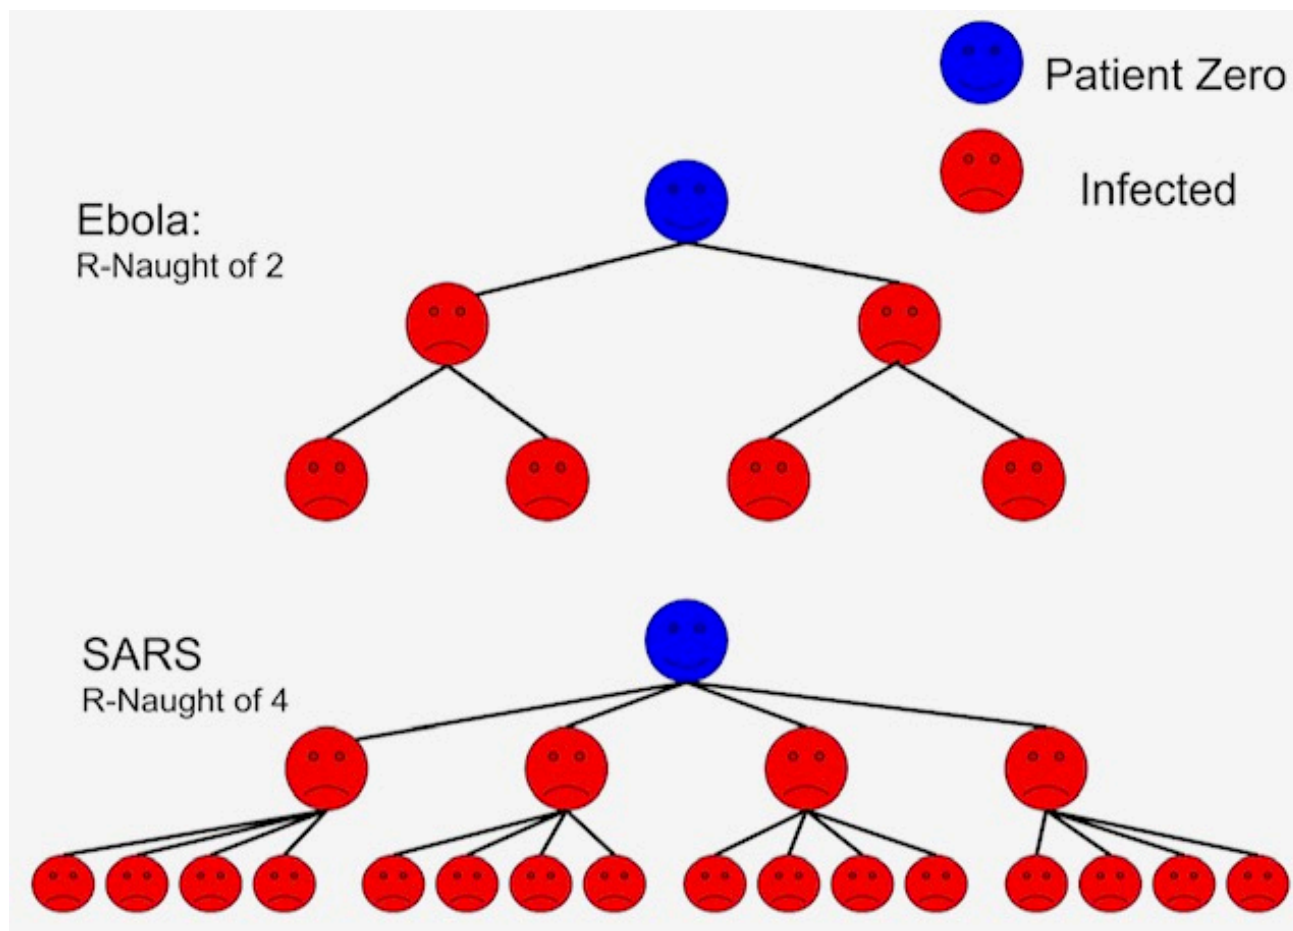 Patient Zero
Infected
Ebola:
R-Naught of 2
SARS
R-Naught of 4